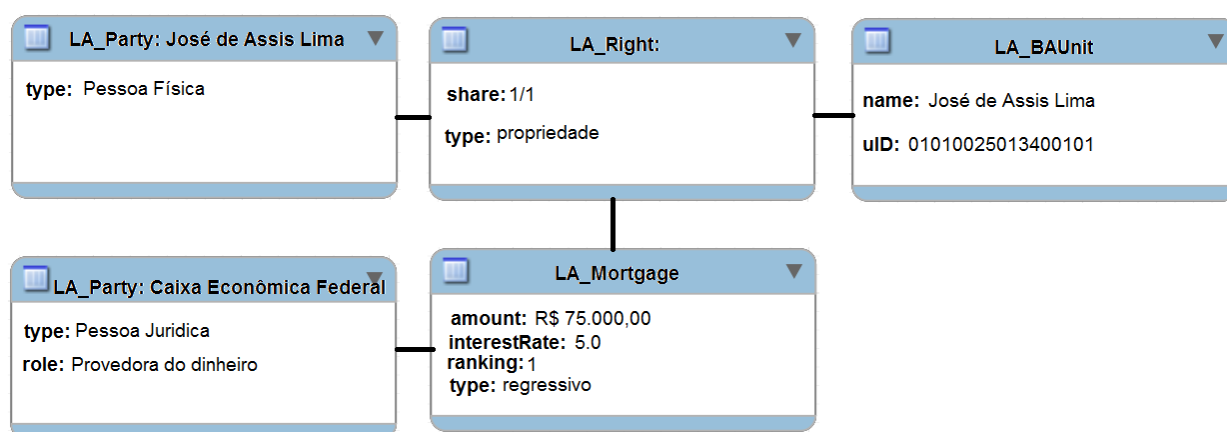 LA_Party: José de Assis Lima
type: Pessoa Física
LA_Right:
share: 1/1
type: propriedade
LA_BAUnit
name: José de Assis Lima
uID: 01010025013400101
LA_Party: Caixa Econômica Federal
type: Pessoa Juridica
role: Provedora do dinheiro
LA_Mortgage
amount: R$ 75.000,00
interestRate: 5.0
ranking: 1
type: regressivo